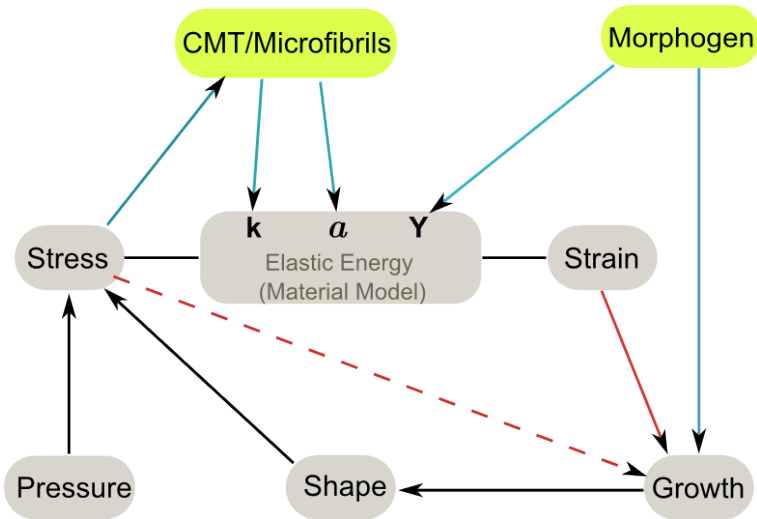 CMT/Microfibrils
Morphogen
k a Y
Stress
Elastic Energy
(Material Model)
Strain
Pressure
Shape
Growth